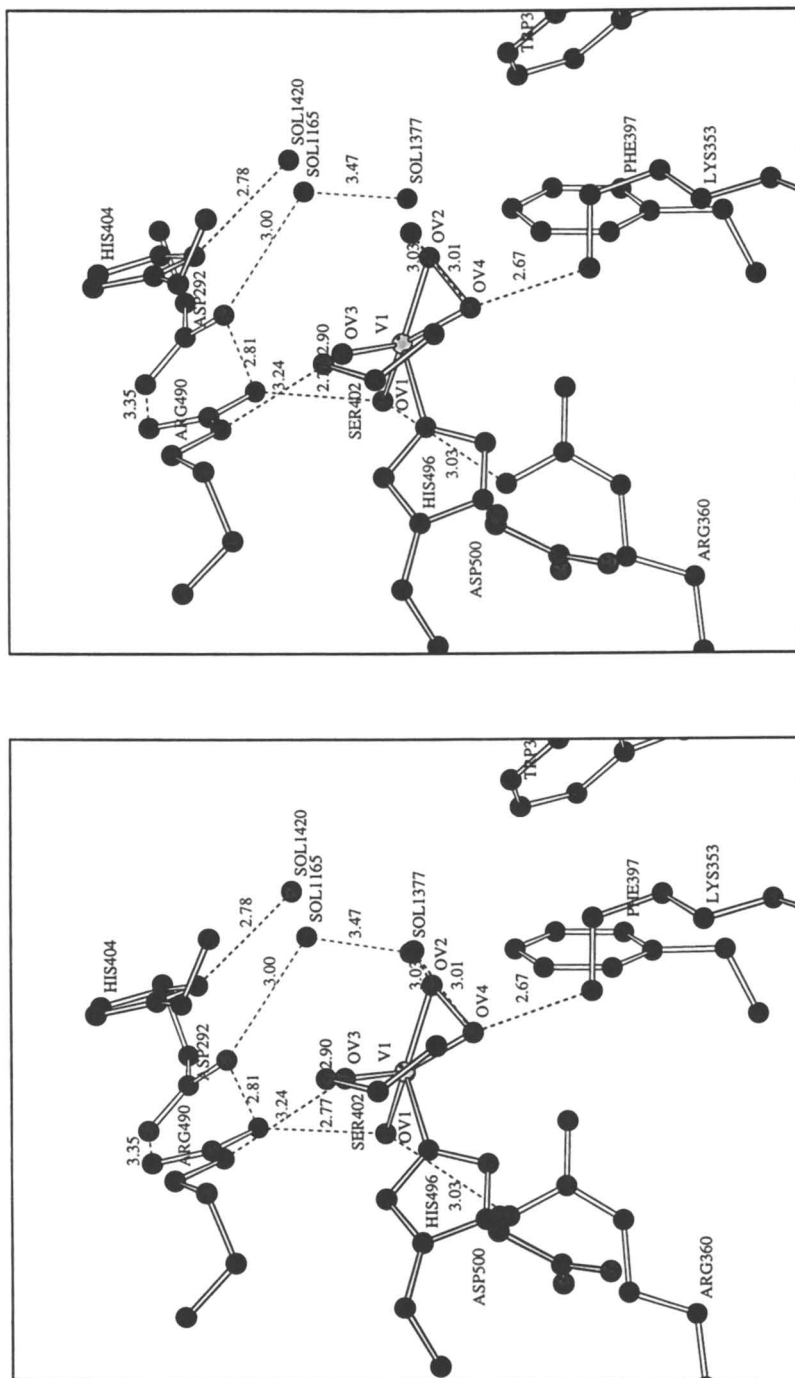 TRP3
HIS404
SOL1420
SOL1165
2.78
3.47
3.00
SOL1377
ASP292
PHE397
LYS353
OV2
3.03
3.01
OV4
2.67
2.81
OV3
V1
2.90
3.35
ARG490
3.24
SER402
OV1
HIS496
3.03
ASP500
ARG360
TRP3
HIS404
SOL1420
SOL1165
2.78
3.47
3.00
SOL1377
ASP292
PHE397
LYS353
OV2
3.03
3.01
OV4
2.67
2.81
OV3
V1
2.90
3.35
ARG490
3.24
2.77
SER402
OV1
HIS496
3.03
ASP500
ARG360